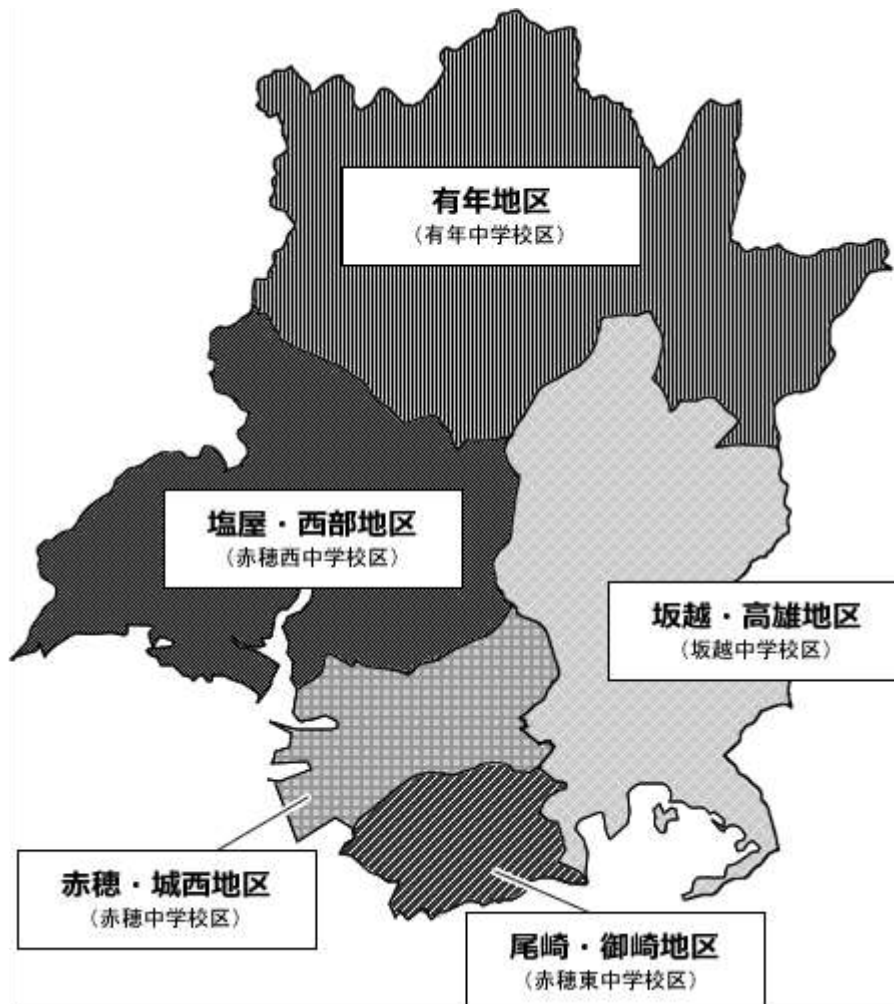 有年地区
（有年中学校区）
塩屋・西部地区
（赤穂西中学校区）
坂越・高雄地区
（坂越中学校区）
赤穂・城西地区
（赤穂中学校区）
尾崎・御崎地区
（赤穂東中学校区）